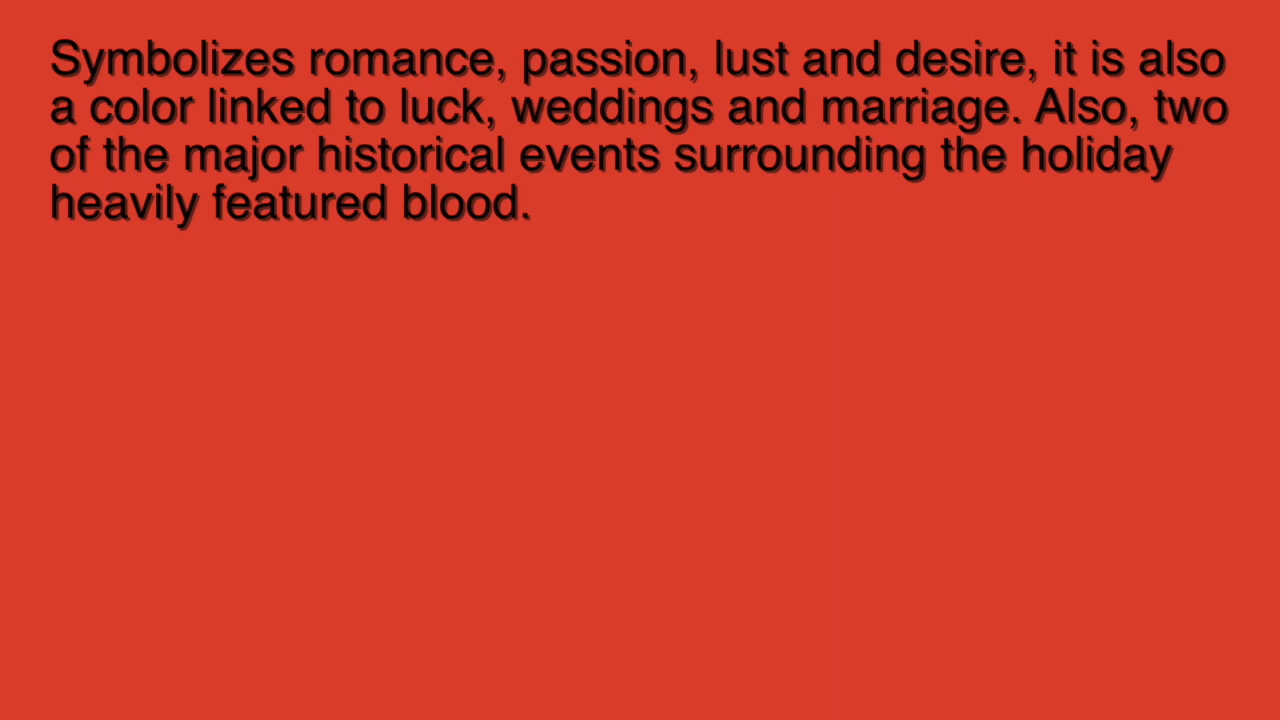 Symbolizes romance, passion, lust and desire, it is also
a color linked to luck, weddings and marriage. Also, two
of the major historical events surrounding the holiday
heavily featured blood.